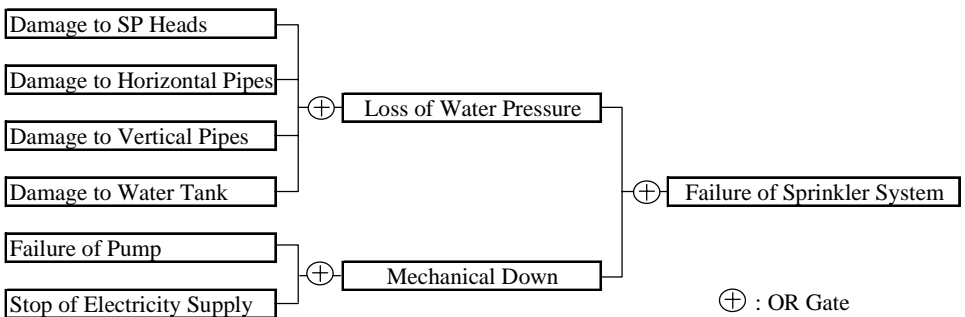 Damage to SP Heads
Damage to Horizontal Pipes
Damage to Vertical Pipes
Damage to Water Tank
Failure of Pump
Stop of Electricity Supply
Loss of Water Pressure
Mechanical Down
Failure of Sprinkler System
: OR Gate